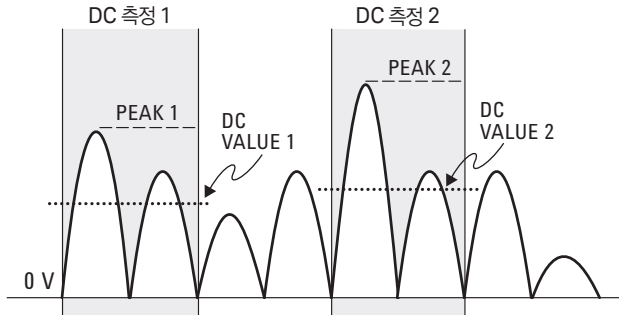 DC 측정 1
DC 측정 2
PEAK 1
PEAK 2
DC
VALUE 1
DC
VALUE 2
0 V